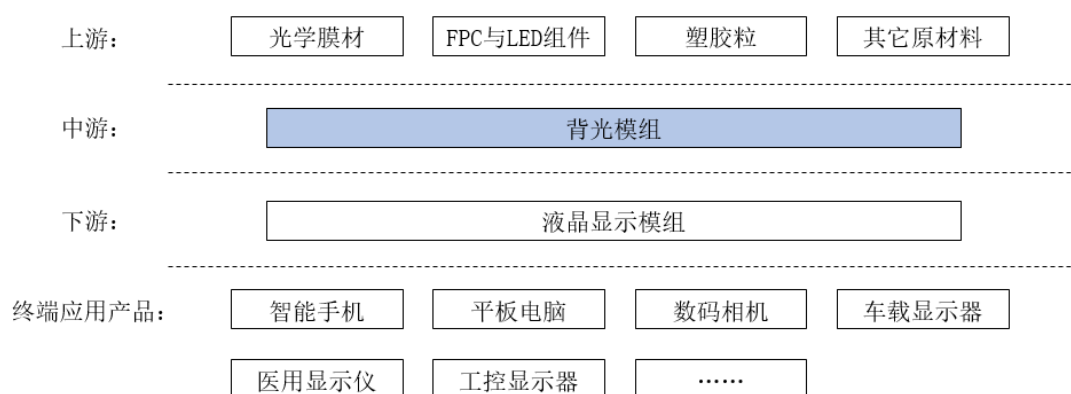 上游： 光学膜材 FPC与LED组件 塑胶粒 其它原材料
中游： 背光模组
下游： 液晶显示模组
终端应用产品： 智能手机 平板电脑 数码相机 车载显示器
医用显示仪 工控显示器 ……